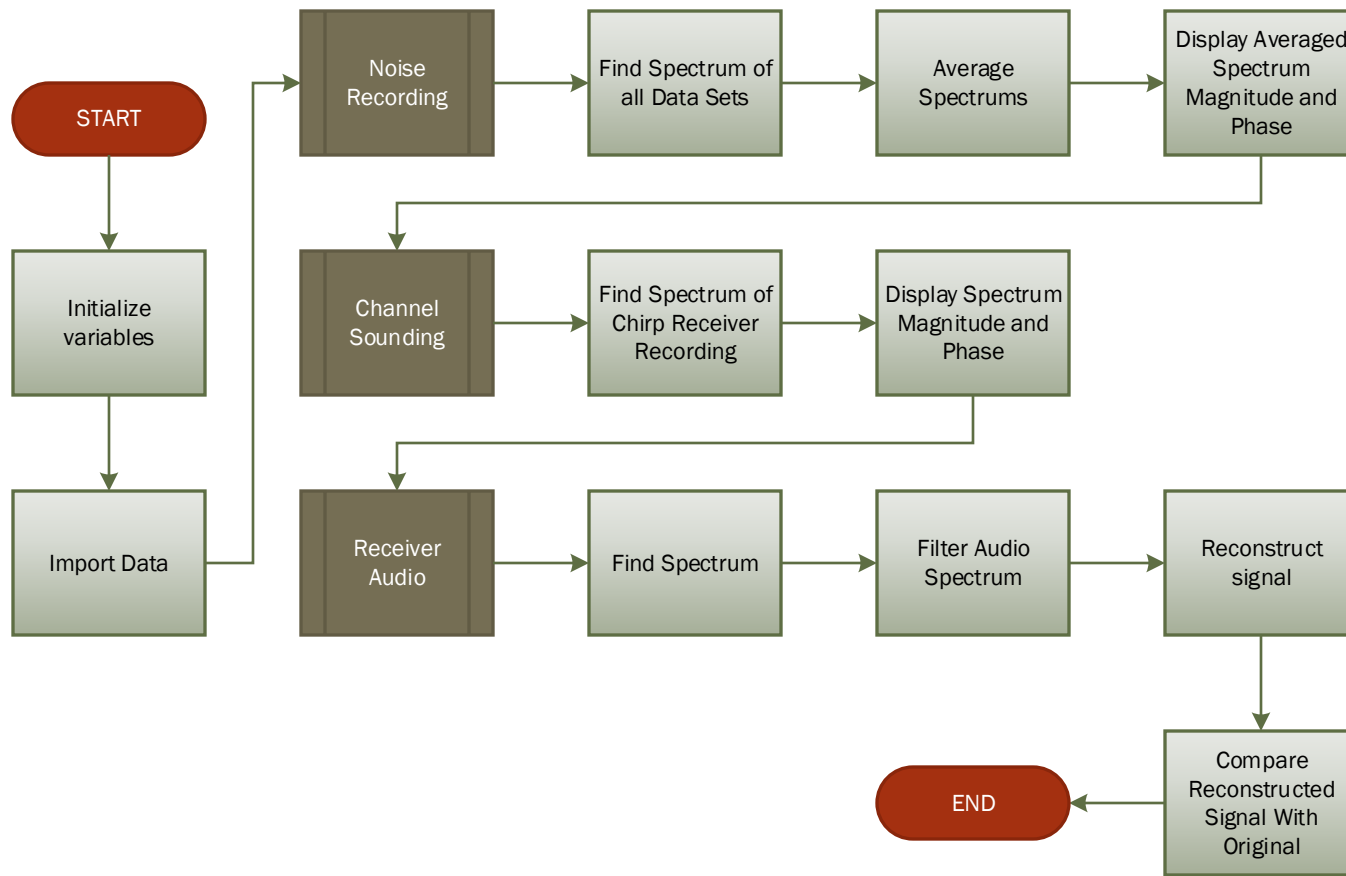 START
Initialize
variables
Import Data
Noise
Recording
Find Spectrum of
all Data Sets
Average
Spectrums
Display Averaged
Spectrum
Magnitude and
Phase
Channel
Sounding
Find Spectrum of
Chirp Receiver
Recording
Display Spectrum
Magnitude and
Phase
Receiver
Audio
Find Spectrum
Filter Audio
Spectrum
Reconstruct
signal
Compare
Reconstructed
Signal With
Original
END